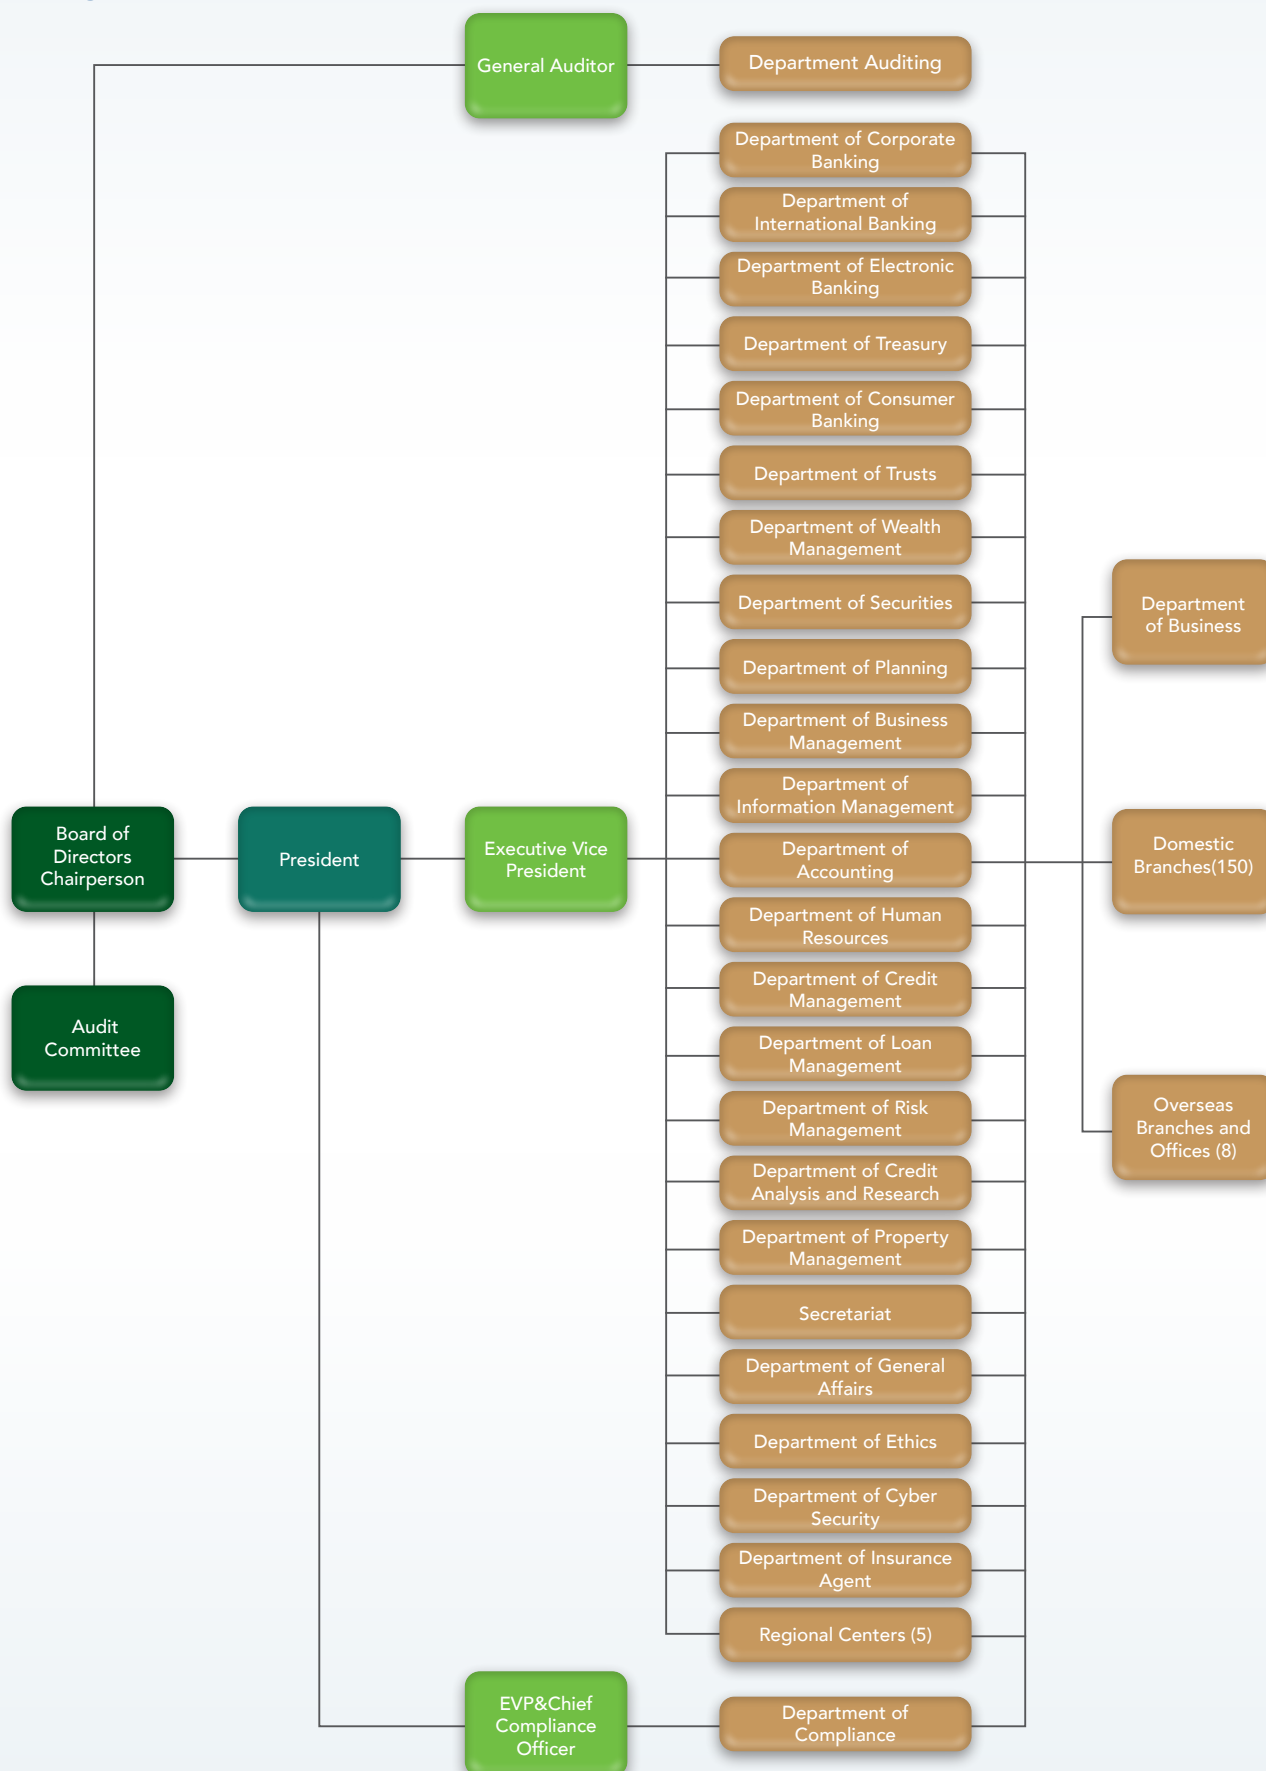 General Auditor
Department Auditing
Department of Corporate
Banking
Department of
International Banking
Department of Electronic
Banking
Department of Treasury
Department of Consumer
Banking
Department of Trusts
Department of Wealth
Management
Department of Securities
Department of Planning
Department of Business
Management
Department of
Information Management
Department of
Accounting
Department of Human
Resources
Department of Credit
Management
Department of Loan
Management
Department of Risk
Management
Department of Credit
Analysis and Research
Department of Property
Management
Secretariat
Department of General
Affairs
Department of Ethics
Department of Cyber
Security
Department of Insurance
Agent
Regional Centers (5)
Department of
Compliance
Board of
Directors
Chairperson
President
Executive Vice
President
Audit
Committee
EVP&Chief
Compliance
Officer
Department
of Business
Domestic
Branches(150)
Overseas
Branches and
Offices (8)